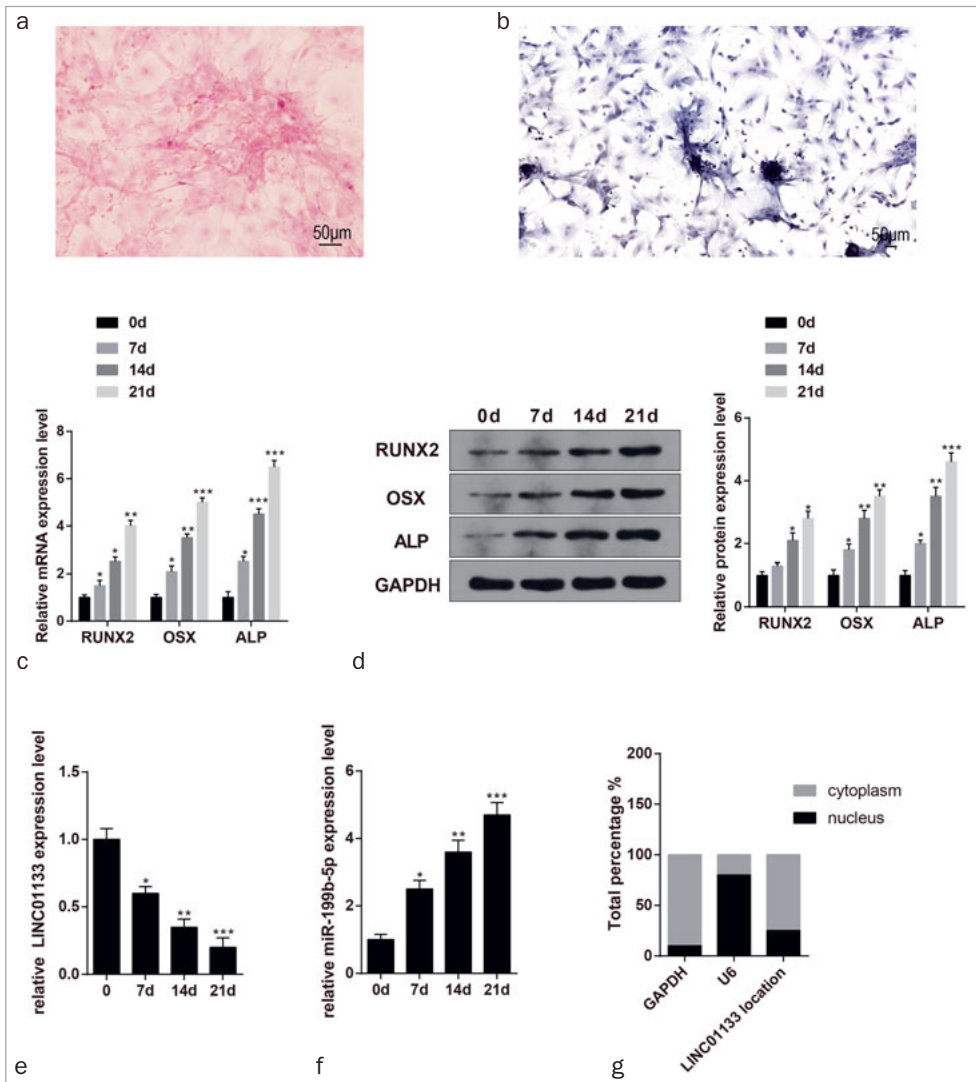 a
b
50μm
50μm
0d
7d
14d
21d
Relative mRNA expression level
8
6
4
2
0
*
*
**
*
**
***
*
***
***
RUNX2 OSX ALP
c
0d 7d 14d 21d
RUNX2
OSX
ALP
GAPDH
d
0d
7d
14d
21d
Relative protein expression level
6
4
2
0
*
*
*
**
**
*
**
***
RUNX2 OSX ALP
relative LINC01133 expression level
1.5
1.0
0.5
0.0
*
**
***
0 7d 14d 21d
e
relative miR-199b-5p expression level
6
4
2
0
*
**
***
0d 7d 14d 21d
f
Total percentage %
200
150
100
50
0
cytoplasm
nucleus
GAPDH
U6
LINC01133 location
g